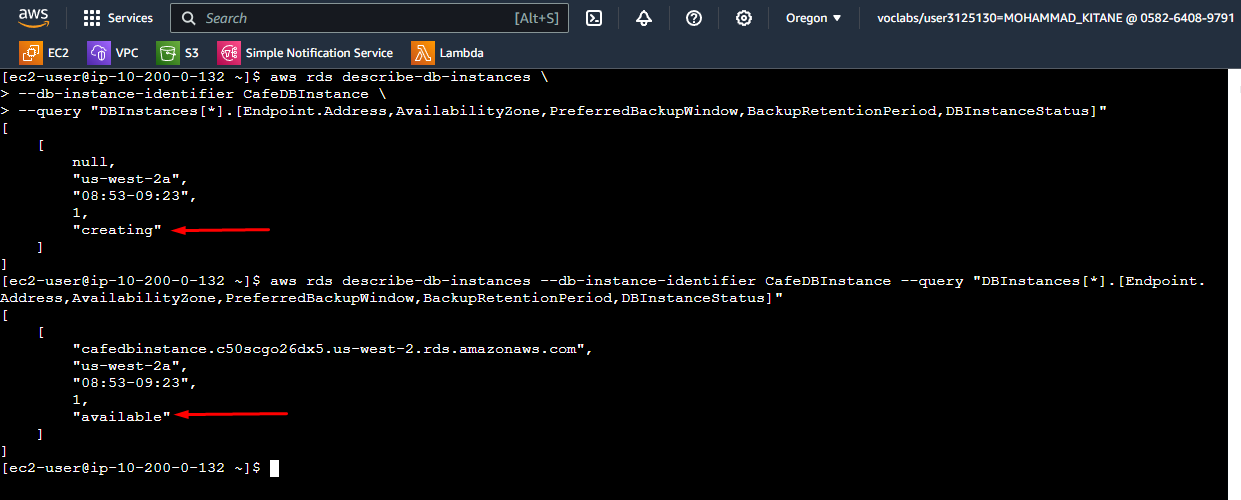 aws
Services
Search
[Alt+S]
Oregon
voclabs/user3125130=MOHAMMAD_KITANE @ 0582-6408-9791
EC2
VPC
S3
Simple Notification Service
Lambda
[ec2-user@ip-10-200-0-132 ~]$ aws rds describe-db-instances \
> --db-instance-identifier CafeDBInstance \
> --query "DBInstances[*].[Endpoint.Address,AvailabilityZone,PreferredBackupWindow,BackupRetentionPeriod,DBInstanceStatus]"
[
    [
        null,
        "us-west-2a",
        "08:53-09:23",
        1,
        "creating"
    ]
]
[ec2-user@ip-10-200-0-132 ~]$ aws rds describe-db-instances --db-instance-identifier CafeDBInstance --query "DBInstances[*].[Endpoint.
Address,AvailabilityZone,PreferredBackupWindow,BackupRetentionPeriod,DBInstanceStatus]"
[
    [
        "cafedbinstance.c50scgo26dx5.us-west-2.rds.amazonaws.com",
        "us-west-2a",
        "08:53-09:23",
        1,
        "available"
    ]
]
[ec2-user@ip-10-200-0-132 ~]$